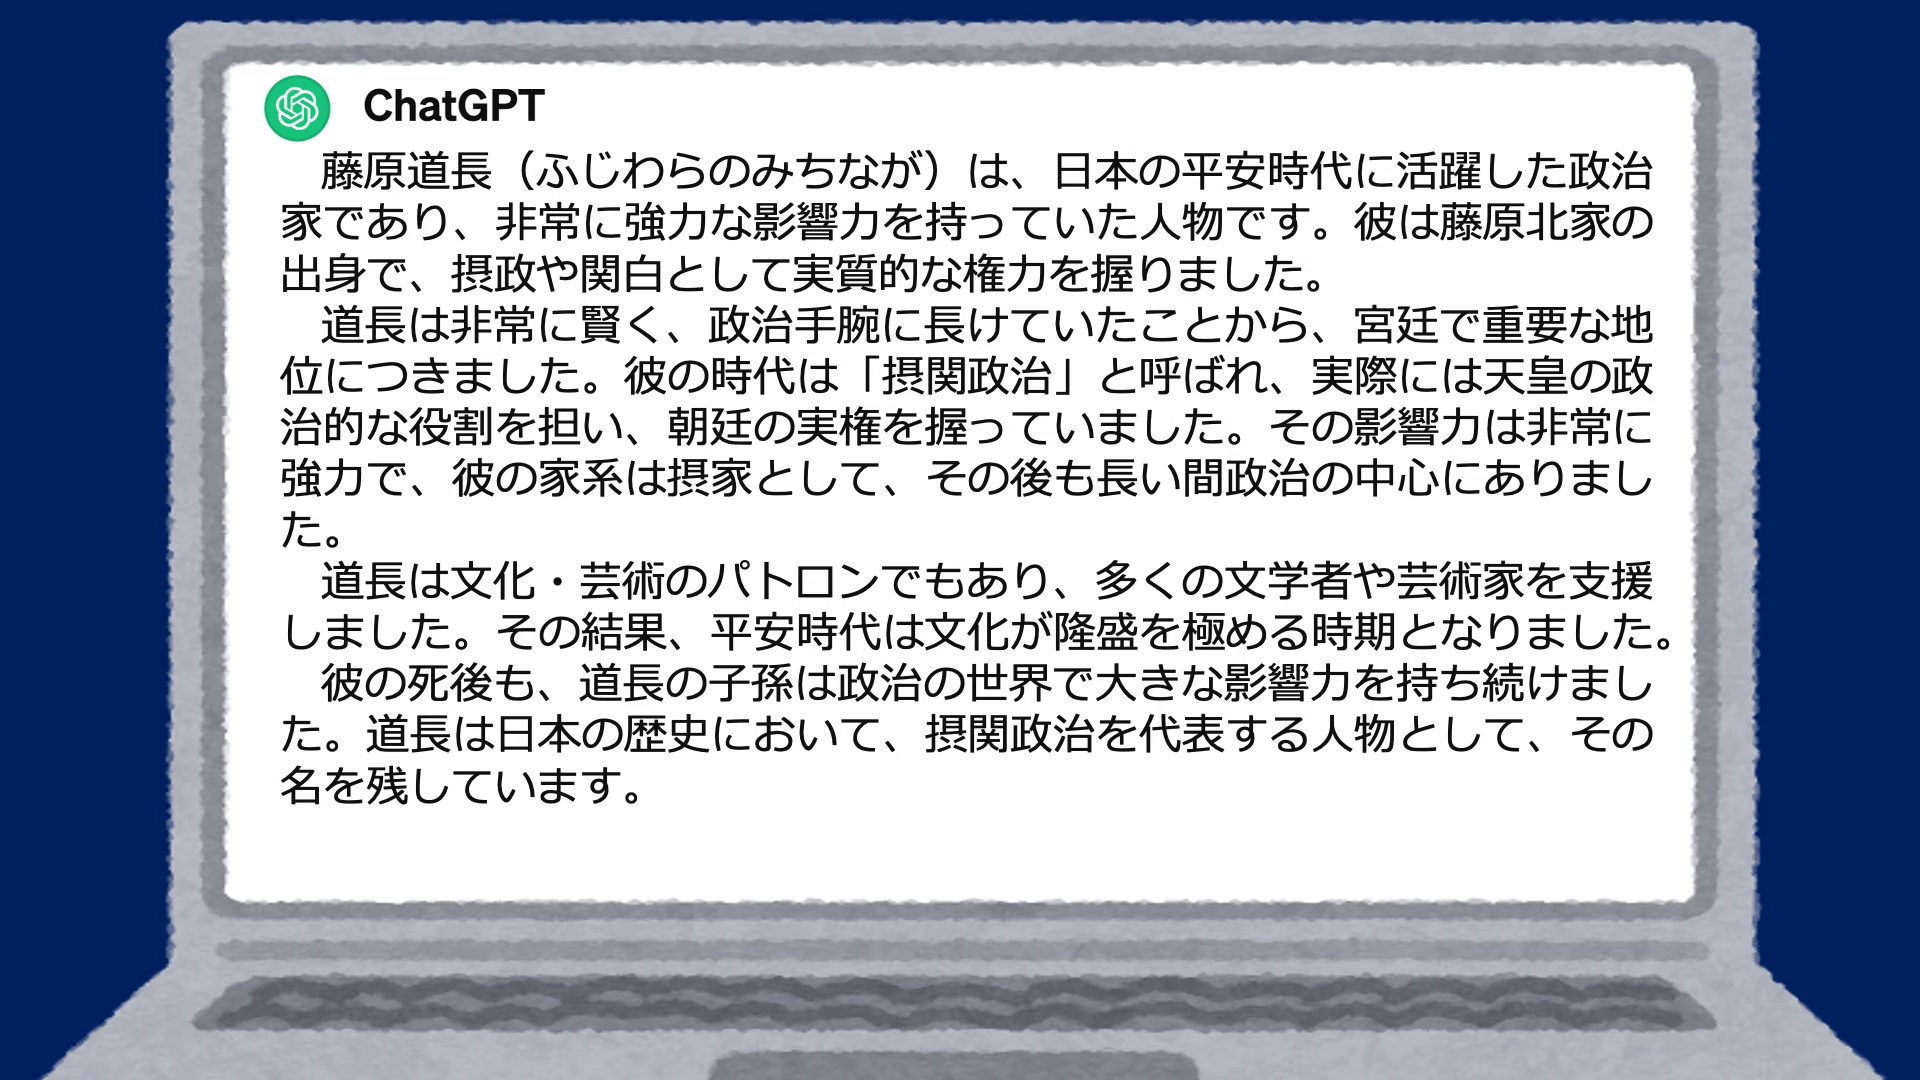 ChatGPT
藤原道長（ふじわらのみちなが）は、日本の平安時代に活躍した政治
家であり、非常に強力な影響力を持っていた人物です。彼は藤原北家の
出身で、摂政や関白として実質的な権力を握りました。
道長は非常に賢く、政治手腕に長けていたことから、宮廷で重要な地
位につきました。彼の時代は「摂関政治」と呼ばれ、実際には天皇の政
治的な役割を担い、朝廷の実権を握っていました。その影響力は非常に
強力で、彼の家系は摂家として、その後も長い間政治の中心にありまし
た。
道長は文化・芸術のパトロンでもあり、多くの文学者や芸術家を支援
しました。その結果、平安時代は文化が隆盛を極める時期となりました。
彼の死後も、道長の子孫は政治の世界で大きな影響力を持ち続けまし
た。道長は日本の歴史において、摂関政治を代表する人物として、その
名を残しています。